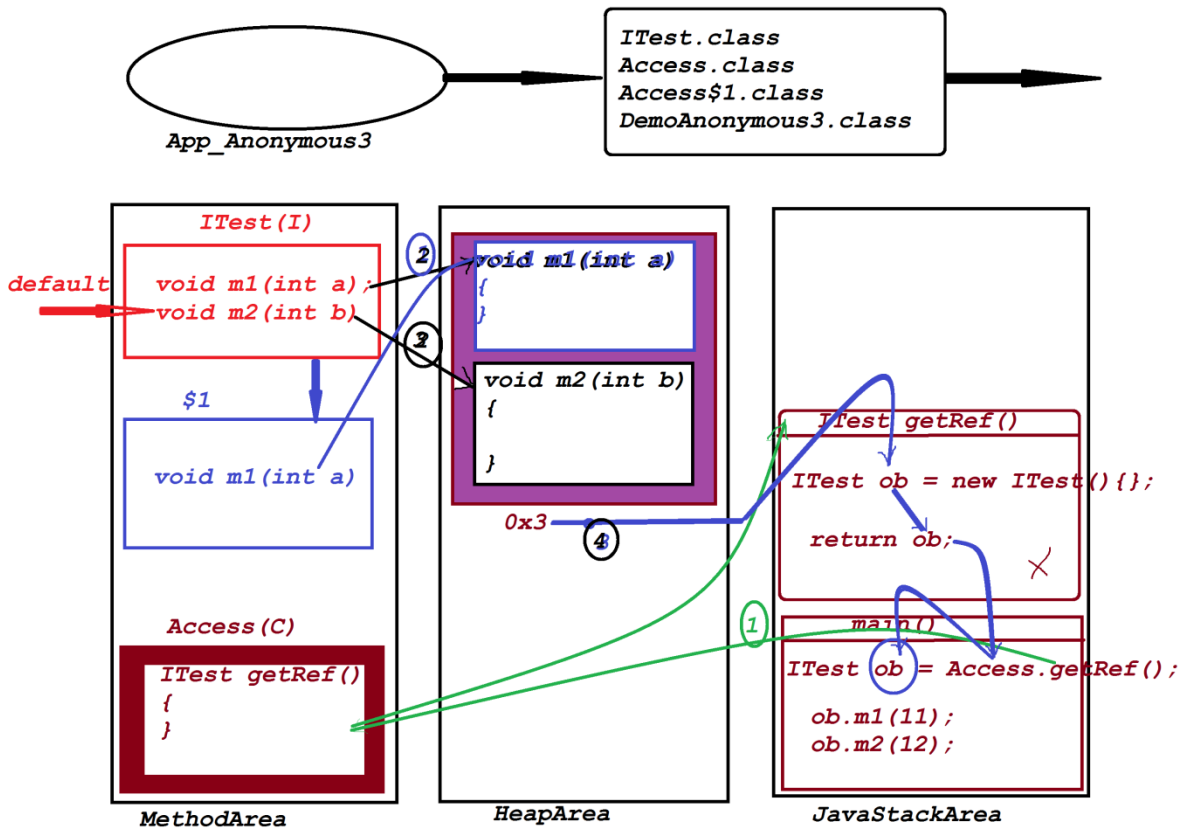 ITest.class
Access.class
Access$1.class
DemoAnonymous3.class
App_Anonymous3
ITest(I)
default
void m1(int a);
void m2(int b)
$1
void m1(int a)
Access(C)
ITest getRef()
{
}
MethodArea
2
void m1(int a)
{
}
void m2(int b)
{
}
0x3
4
HeapArea
1
ITest getRef()
ITest ob = new ITest(){};
return ob;
main()
ITest ob = Access.getRef();
ob.m1(11);
ob.m2(12);
JavaStackArea